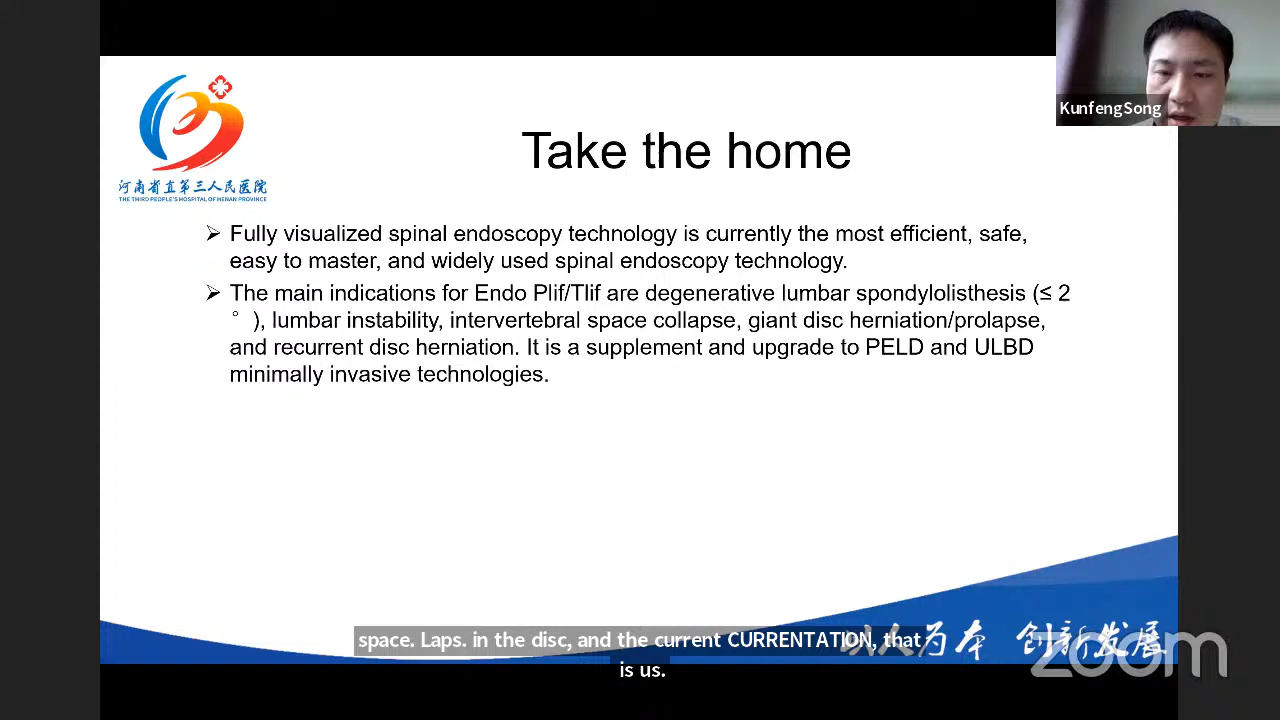 KunfengSong
河南省直第三人民医院
THE THIRD PEOPLE'S HOSPITAL OF HENAN PROVINCE
Take the home
➢ Fully visualized spinal endoscopy technology is currently the most efficient, safe,
easy to master, and widely used spinal endoscopy technology.
➢ The main indications for Endo Plif/Tlif are degenerative lumbar spondylolisthesis (≤ 2
° ), lumbar instability, intervertebral space collapse, giant disc herniation/prolapse,
and recurrent disc herniation. It is a supplement and upgrade to PELD and ULBD
minimally invasive technologies.
以人为本 创新发展
space. Laps. in the disc, and the current CURRENTATION, that
is us.
zoom